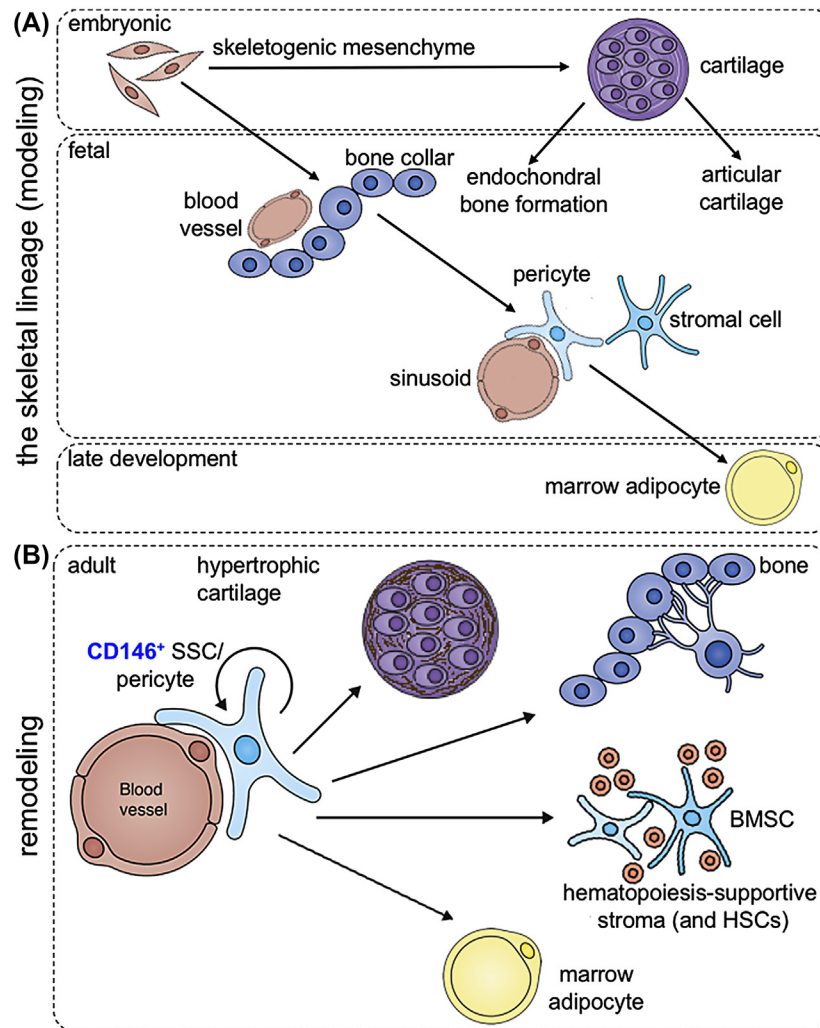 (A)
embryonic
skeletogenic mesenchyme
cartilage
the skeletal lineage (modeling)
fetal
bone collar
blood
vessel
endochondral
bone formation
articular
cartilage
pericyte
stromal cell
sinusoid
late development
marrow adipocyte
(B)
adult
hypertrophic
cartilage
bone
CD146+ SSC/
pericyte
remodeling
Blood
vessel
BMSC
hematopoiesis-supportive
stroma (and HSCs)
marrow
adipocyte